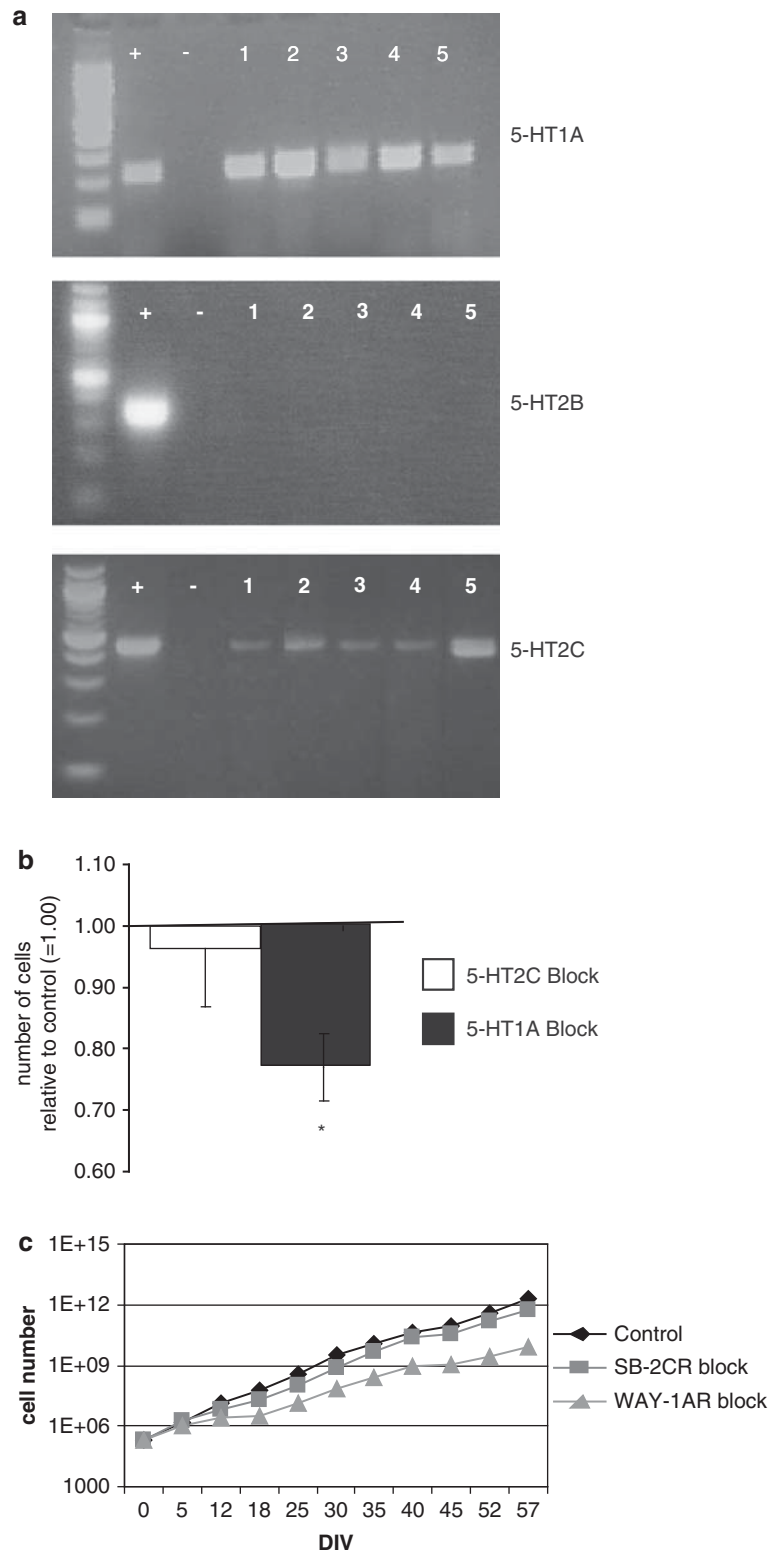 a
+ - 1 2 3 4 5
5-HT1A
+ - 1 2 3 4 5
5-HT2B
+ - 1 2 3 4 5
5-HT2C
b
number of cells
relative to control (=1.00)
1.10
1.00
0.90
0.80
0.70
0.60
*
5-HT2C Block
5-HT1A Block
c
cell number
1E+15
1E+12
1E+09
1E+06
1000
0 5 12 18 25 30 35 40 45 52 57
DIV
Control
SB-2CR block
WAY-1AR block